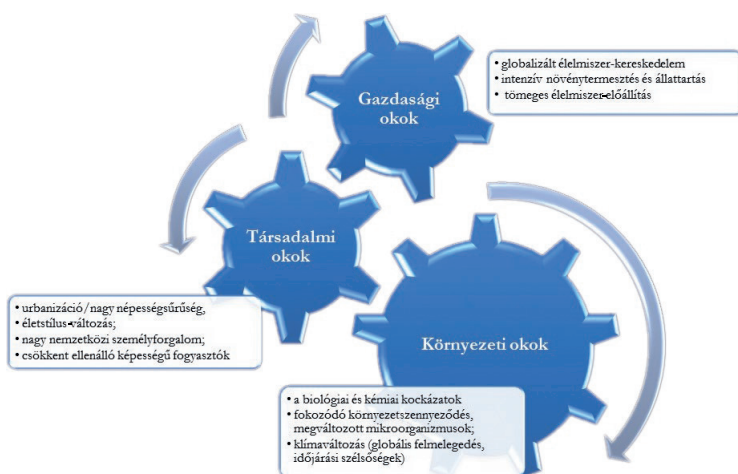 Gazdasági
okok
• globalizált élelmiszer-kereskedelem
• intenzív növénytermesztés és állattartás
• tömeges élelmiszer-előállítás
Társadalmi
okok
• urbanizáció/nagy népességsűrűség,
• életstílus-változás;
• nagy nemzetközi személyforgalom;
• csökkent ellenálló képességű fogyasztók
Környezeti okok
• a biológiai és kémiai kockázatok
• fokozódó környezetszennyeződés,
megváltozott mikroorganizmusok;
• klímaváltozás (globális felmelegedés,
időjárási szélsőségek)